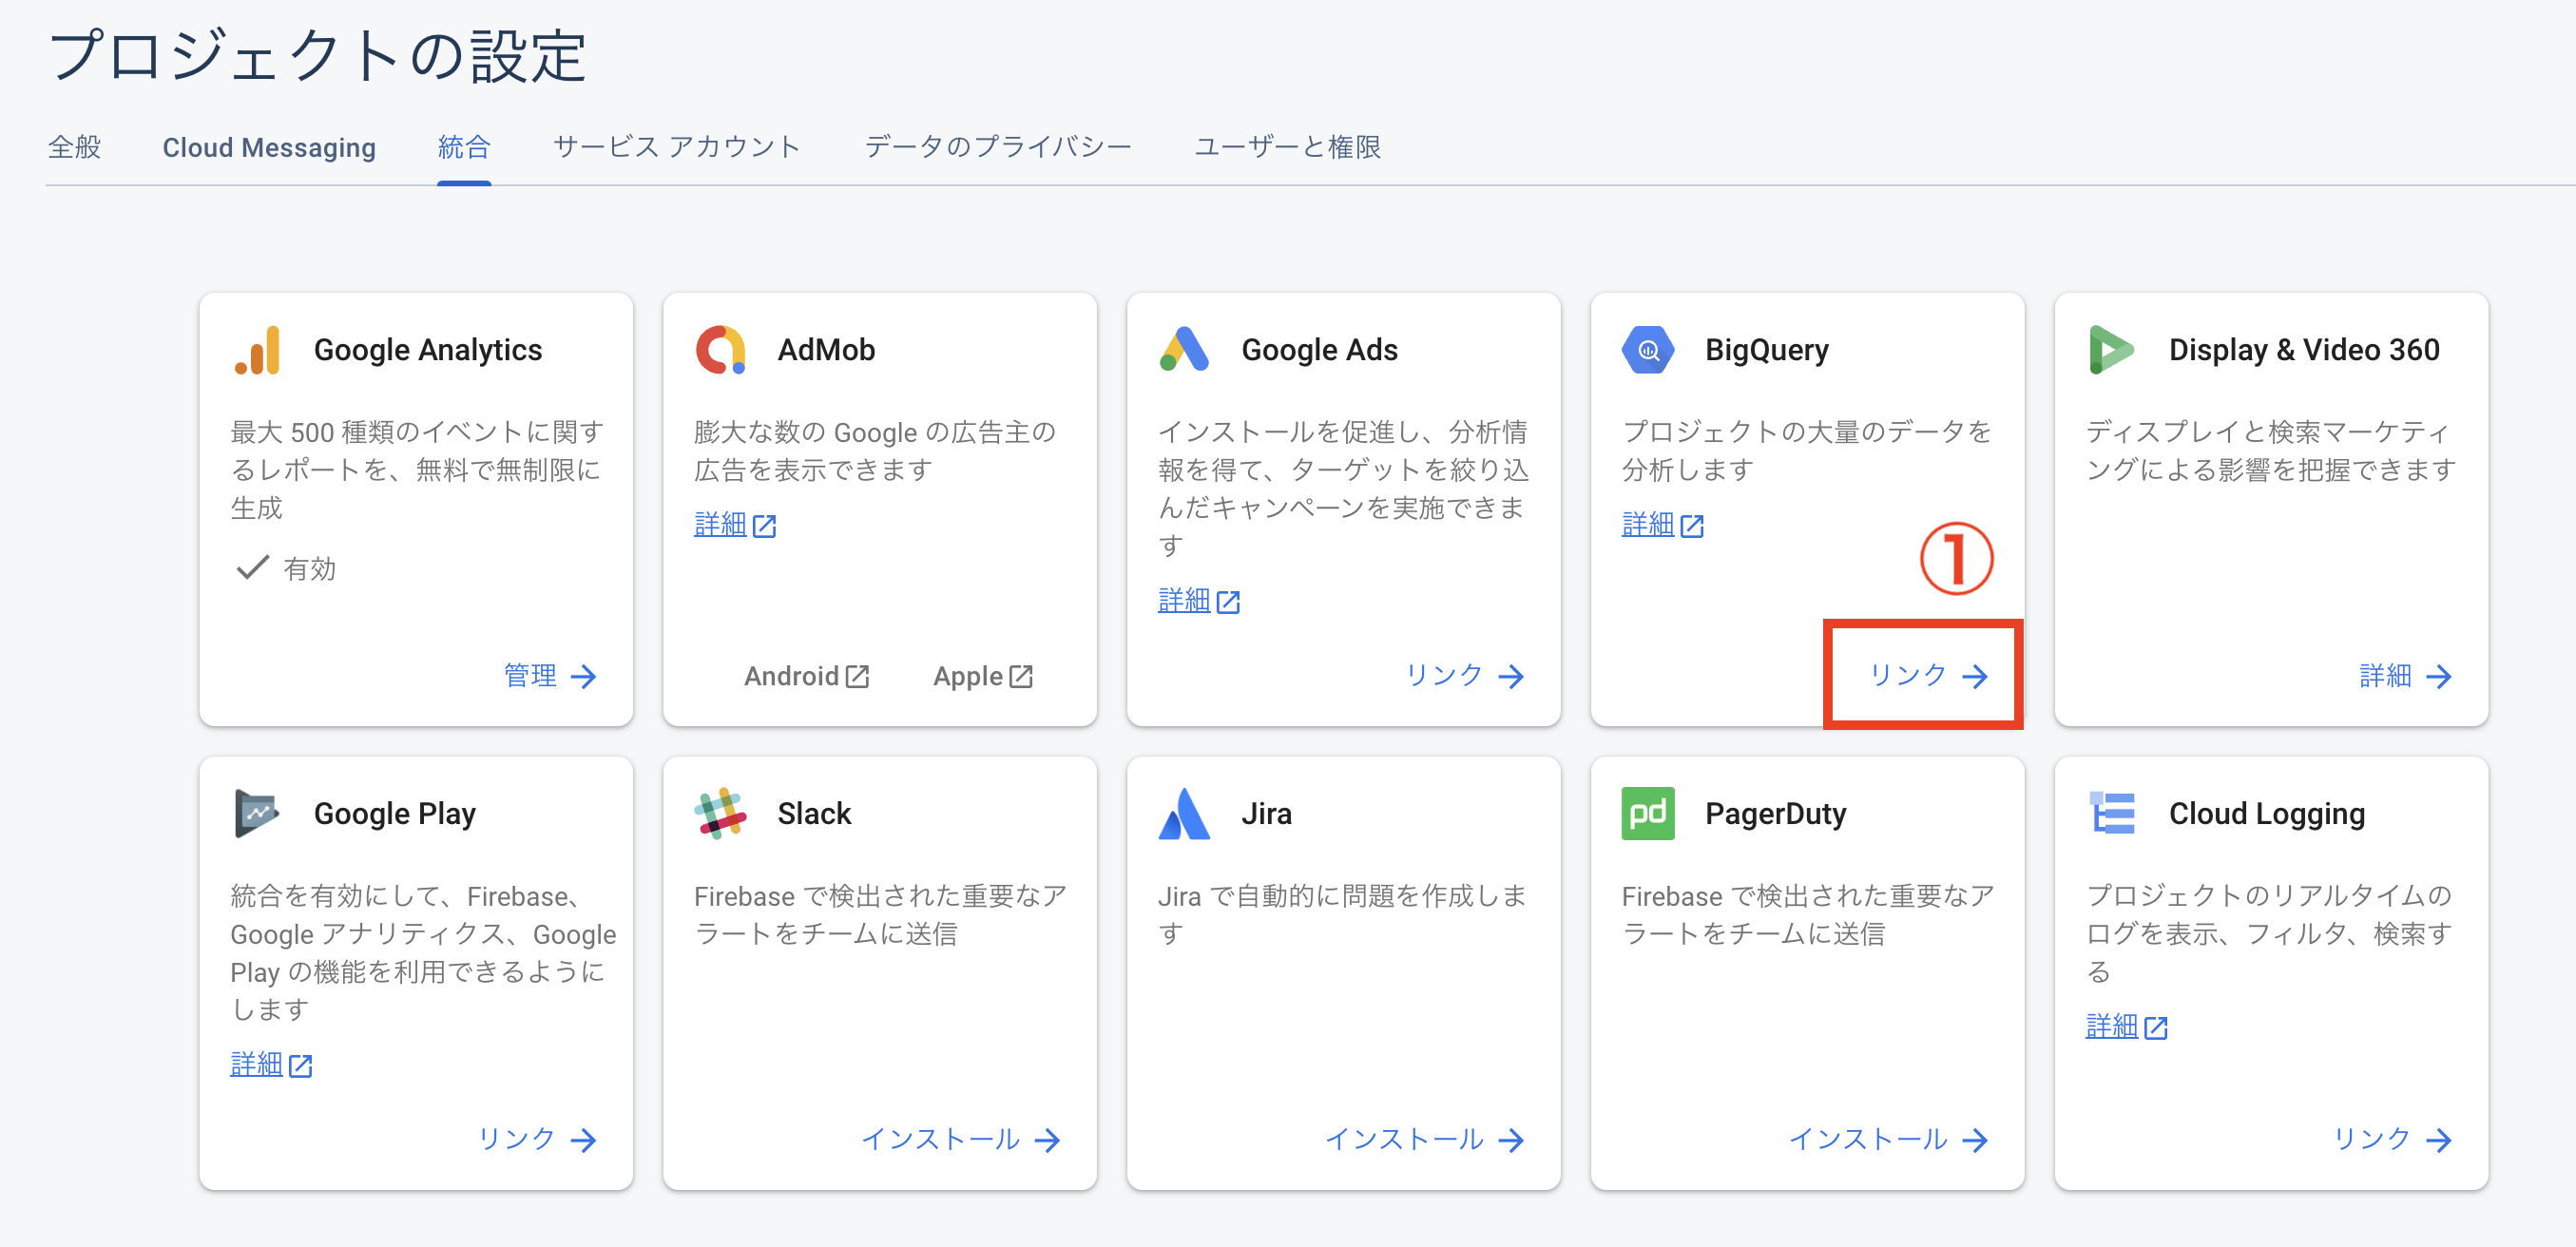 プロジェクトの設定
全般
Cloud Messaging
統合
サービス アカウント
データのプライバシー
ユーザーと権限
Google Analytics
最大 500 種類のイベントに関す
るレポートを、無料で無制限に
生成
有効
管理
AdMob
膨大な数の Google の広告主の
広告を表示できます
詳細
Android
Apple
Google Ads
インストールを促進し、分析情
報を得て、ターゲットを絞り込
んだキャンペーンを実施できま
す
詳細
リンク
BigQuery
プロジェクトの大量のデータを
分析します
詳細
①
リンク
Display & Video 360
ディスプレイと検索マーケティ
ングによる影響を把握できます
詳細
Google Play
統合を有効にして、Firebase、
Google アナリティクス、Google
Play の機能を利用できるように
します
詳細
リンク
Slack
Firebase で検出された重要なア
ラートをチームに送信
インストール
Jira
Jira で自動的に問題を作成しま
す
インストール
pd
PagerDuty
Firebase で検出された重要なア
ラートをチームに送信
インストール
Cloud Logging
プロジェクトのリアルタイムの
ログを表示、フィルタ、検索す
る
詳細
リンク